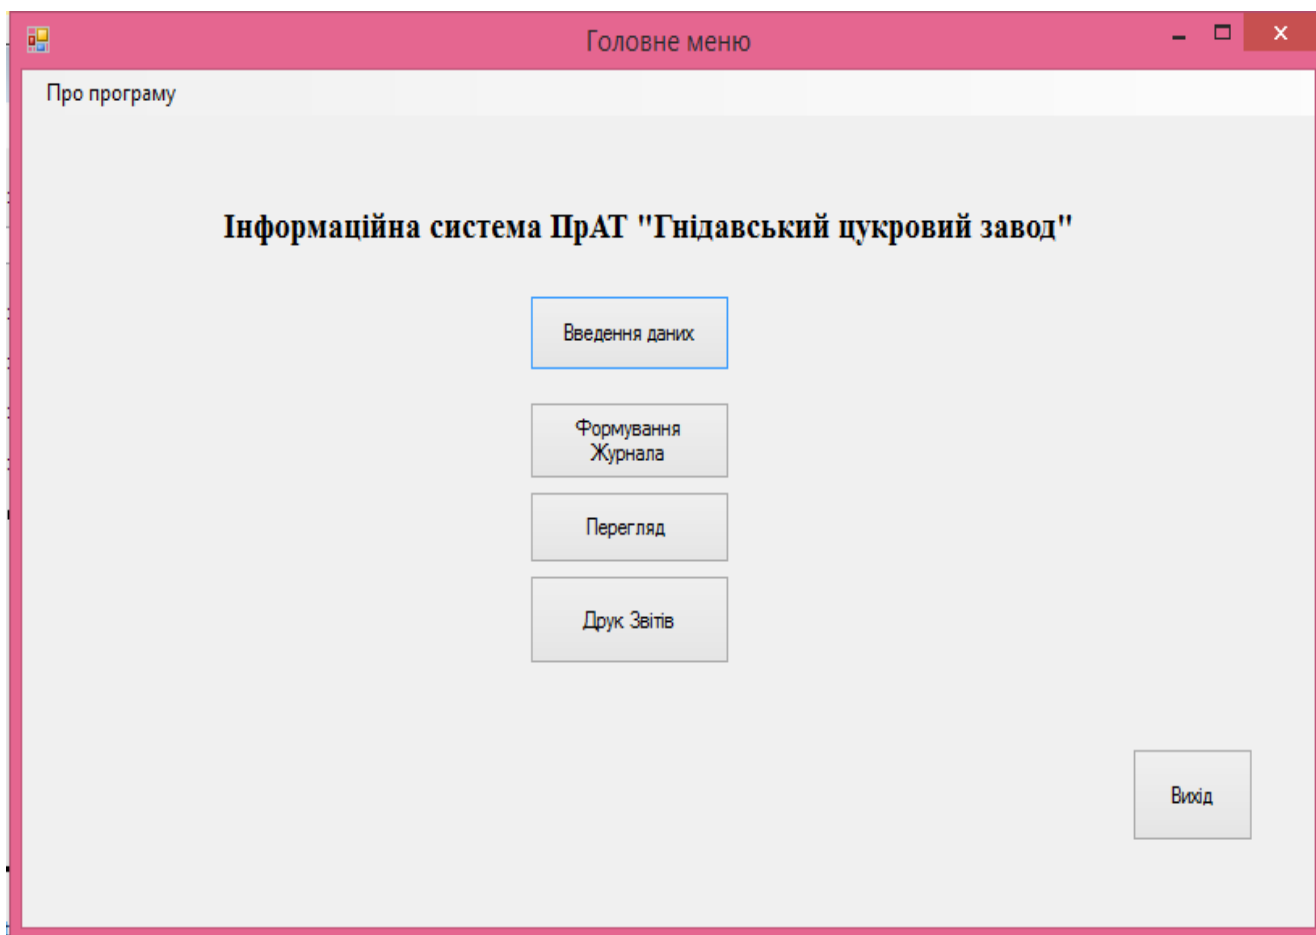 Головне меню
Про програму
Інформаційна система ПрАТ "Гнідавський цукровий завод"
Введення даних
Формування
Журнала
Перегляд
Друк Звітів
Вихід